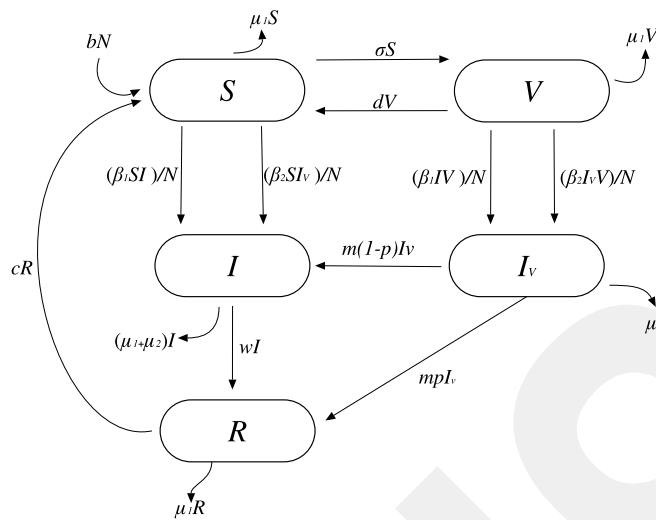 μ₁S
bN
σS
μ₁V
S
V
dV
(β₁SI)/N
(β₂SIᵥ)/N
(β₁IV)/N
(β₂IᵥV)/N
I
m(1-p)Iv
Iᵥ
cR
(μ₁₊μ₂)I
wI
μ
mpIᵥ
R
μ₁R